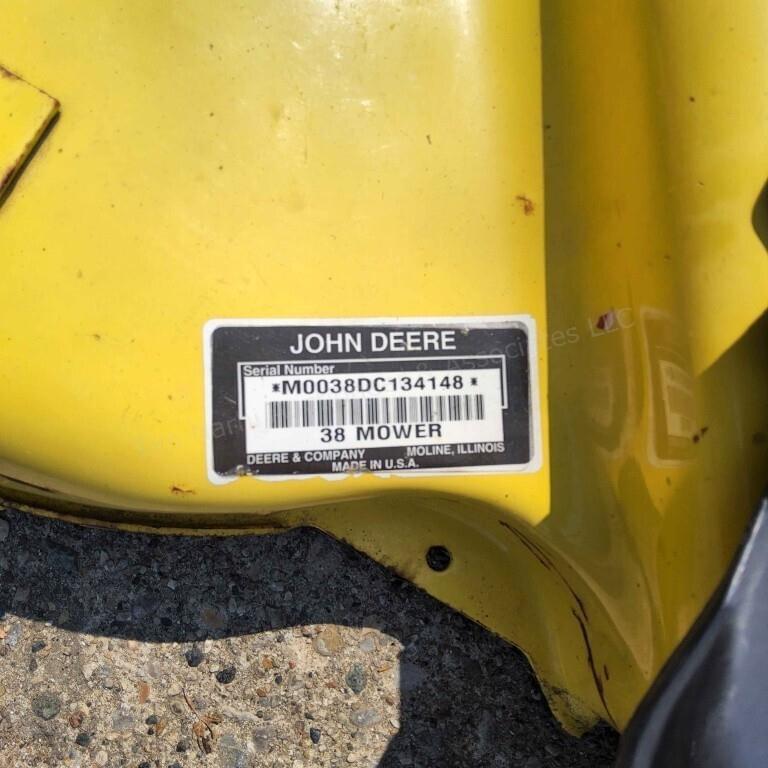 JOHN DEERE
Serial Number
*M0038DC134148*
38 MOWER
DEERE & COMPANY MOLINE, ILLINOIS
MADE IN U.S.A.